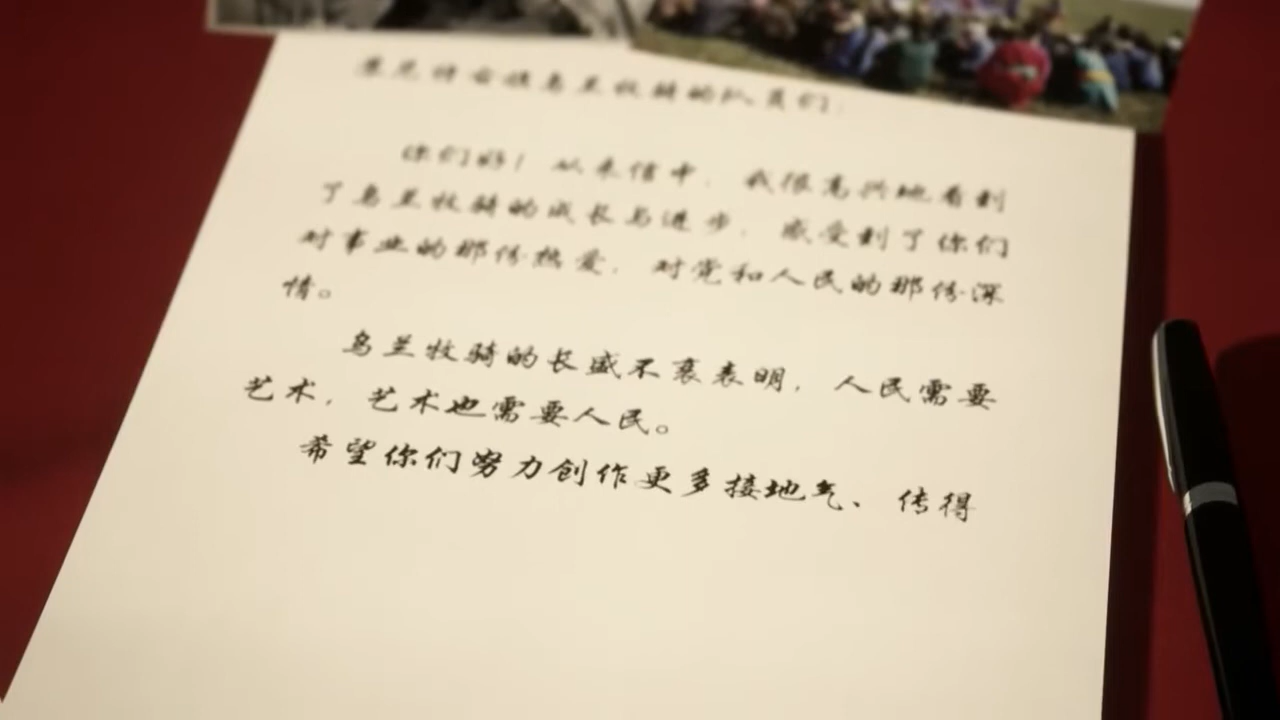 苏尼特右旗乌兰牧骑的队员们：
你们好！从来信中，我很高兴地看到
了乌兰牧骑的成长与进步，感受到了你们
对事业的那份热爱，对党和人民的那份深
情。
乌兰牧骑的长盛不衰表明，人民需要
艺术，艺术也需要人民。
希望你们努力创作更多接地气、传得